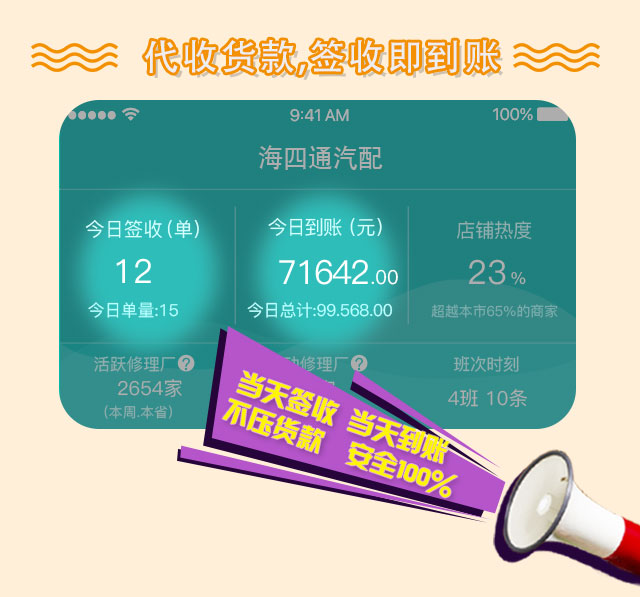 代收货款,签收即到账
9:41 AM
100%
海四通汽配
今日签收(单)
今日到账 (元)
店铺热度
12
71642.00
23%
今日单量:15
今日总计:99.568.00
超越本市65%的商家
活跃修理厂?
动修理厂?
班次时刻
2654家
4班 10条
(本周.本省)
当天签收 当天到账
不压货款 安全100%